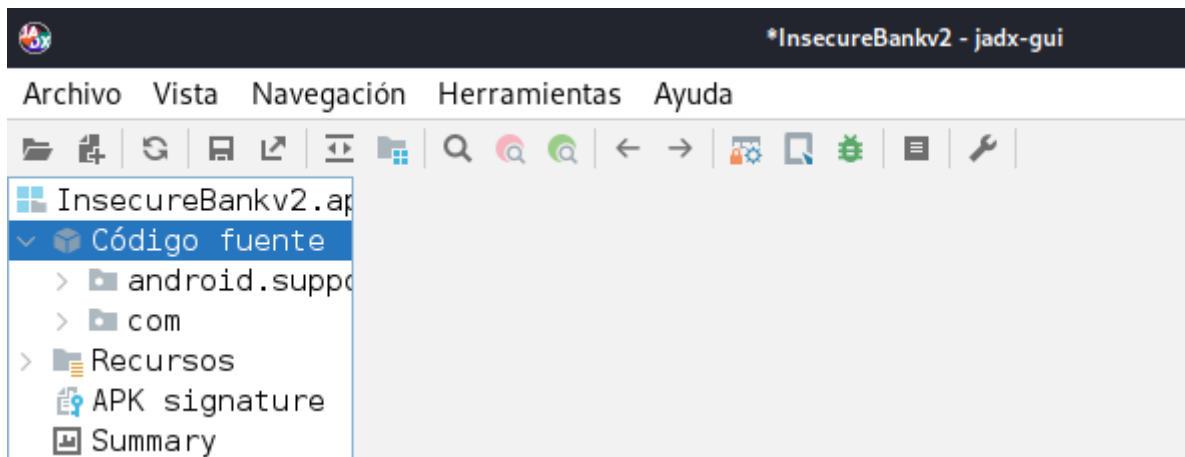 *InsecureBankv2 - jadx-gui
Archivo Vista Navegación Herramientas Ayuda
InsecureBankv2.ap
Código fuente
android.suppo
com
Recursos
APK signature
Summary